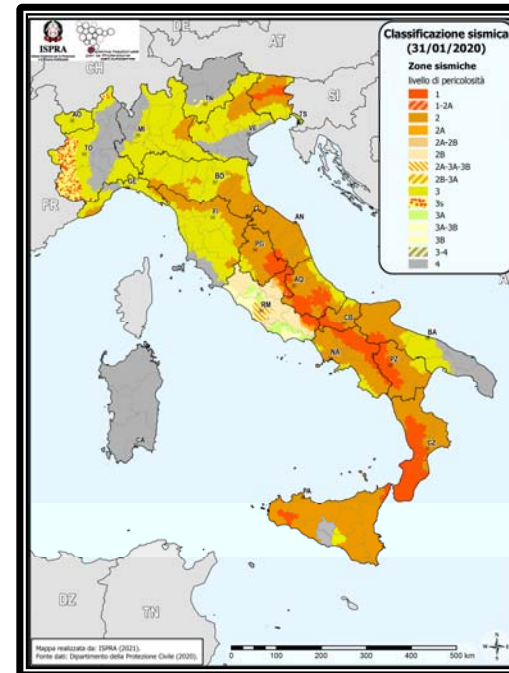 ISPRA
Classificazione sismica
(31/01/2020)
Zone sismiche
livello di pericolosità
1
1-2A
2
2A
2A-2B
2B
2A-3A-3B
2B-3A
3
3s
3A
3A-3B
3B
3-4
4
DE
AT
CH
SI
FR
DZ
TN
AO
TO
MI
TN
VE
TS
GE
BO
FI
AN
PG
AQ
RM
CB
BA
NA
PZ
CA
CZ
PA
Mappa realizzata da: ISPRA (2021).
Fonte dati: Dipartimento della Protezione Civile (2020).
0 100 200 300 400 500 km
N
W
E
S